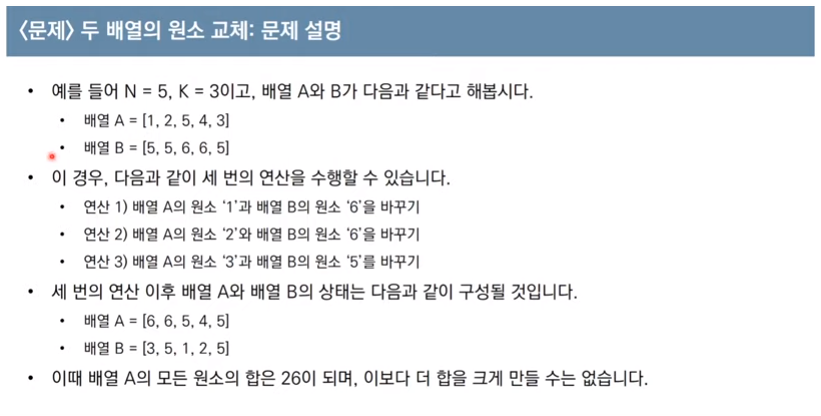 <문제> 두 배열의 원소 교체: 문제 설명
• 예를 들어 N = 5, K = 3이고, 배열 A와 B가 다음과 같다고 해봅시다.
• 배열 A = [1, 2, 5, 4, 3]
• 배열 B = [5, 5, 6, 6, 5]
• 이 경우, 다음과 같이 세 번의 연산을 수행할 수 있습니다.
• 연산 1) 배열 A의 원소 ‘1’과 배열 B의 원소 ‘6’을 바꾸기
• 연산 2) 배열 A의 원소 ‘2’와 배열 B의 원소 ‘6’을 바꾸기
• 연산 3) 배열 A의 원소 ‘3’과 배열 B의 원소 ‘5’를 바꾸기
• 세 번의 연산 이후 배열 A와 배열 B의 상태는 다음과 같이 구성될 것입니다.
• 배열 A = [6, 6, 5, 4, 5]
• 배열 B = [3, 5, 1, 2, 5]
• 이때 배열 A의 모든 원소의 합은 26이 되며, 이보다 더 합을 크게 만들 수는 없습니다.